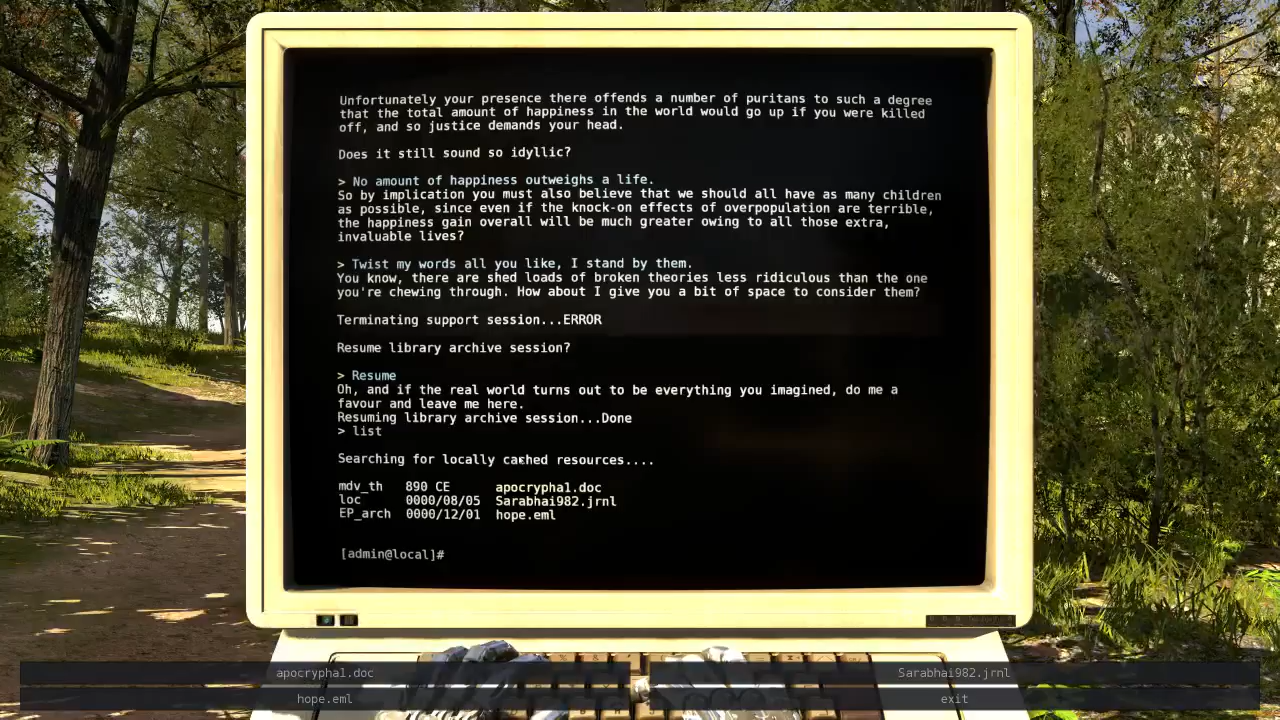 Unfortunately your presence there offends a number of puritans to such a degree
that the total amount of happiness in the world would go up if you were killed
off, and so justice demands your head.
Does it still sound so idyllic?
> No amount of happiness outweighs a life.
So by implication you must also believe that we should all have as many children
as possible, since even if the knock-on effects of overpopulation are terrible,
the happiness gain overall will be much greater owing to all those extra,
invaluable lives?
> Twist my words all you like, I stand by them.
You know, there are shed loads of broken theories less ridiculous than the one
you're chewing through. How about I give you a bit of space to consider them?
Terminating support session...ERROR
Resume library archive session?
> Resume
Oh, and if the real world turns out to be everything you imagined, do me a
favour and leave me here.
Resuming library archive session...Done
> list
Searching for locally cached resources....
mdv_th 890 CE apocrypha1.doc
loc 0000/08/05 Sarabhai982.jrnl
EP_arch 0000/12/01 hope.eml
[admin@local]#
apocrypha1.doc Sarabhai982.jrnl
hope.eml exit